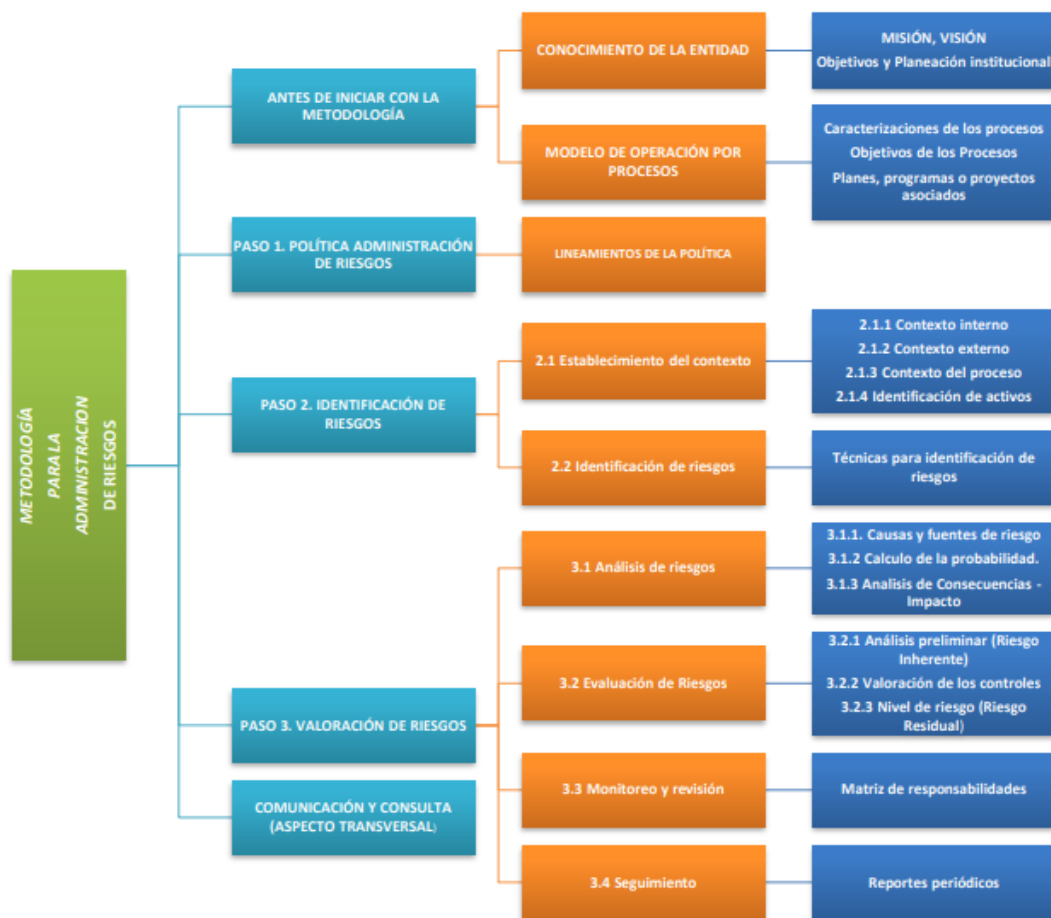 METODOLOGÍA
PARA LA
ADMINISTRACION
DE RIESGOS
ANTES DE INICIAR CON LA
METODOLOGÍA
CONOCIMIENTO DE LA ENTIDAD
MISIÓN, VISIÓN
Objetivos y Planeación institucional
MODELO DE OPERACIÓN POR
PROCESOS
Caracterizaciones de los procesos
Objetivos de los Procesos
Planes, programas o proyectos
asociados
PASO 1. POLÍTICA ADMINISTRACIÓN
DE RIESGOS
LINEAMIENTOS DE LA POLÍTICA
PASO 2. IDENTIFICACIÓN DE
RIESGOS
2.1 Establecimiento del contexto
2.1.1 Contexto interno
2.1.2 Contexto externo
2.1.3 Contexto del proceso
2.1.4 Identificación de activos
2.2 Identificación de riesgos
Técnicas para identificación de
riesgos
PASO 3. VALORACIÓN DE RIESGOS
3.1 Análisis de riesgos
3.1.1. Causas y fuentes de riesgo
3.1.2 Calculo de la probabilidad.
3.1.3 Analisis de Consecuencias -
Impacto
3.2 Evaluación de Riesgos
3.2.1 Análisis preliminar (Riesgo
Inherente)
3.2.2 Valoración de los controles
3.2.3 Nivel de riesgo (Riesgo
Residual)
3.3 Monitoreo y revisión
Matriz de responsabilidades
3.4 Seguimiento
Reportes periódicos
COMUNICACIÓN Y CONSULTA
(ASPECTO TRANSVERSAL)